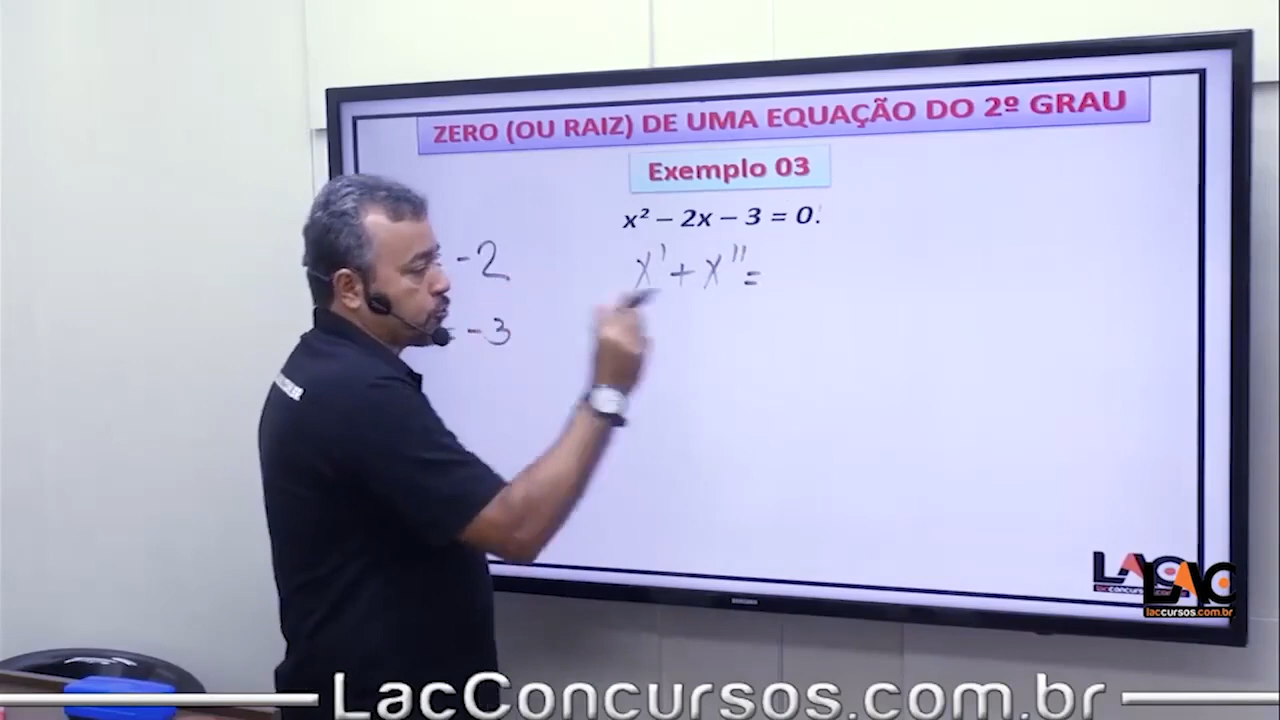 ZERO (OU RAIZ) DE UMA EQUAÇÃO DO 2º GRAU
Exemplo 03
x² – 2x – 3 = 0.
-2
x' + x" =
= -3
SAMSUNG
LAC
laccursos.com.br
LacConcursos.com.br